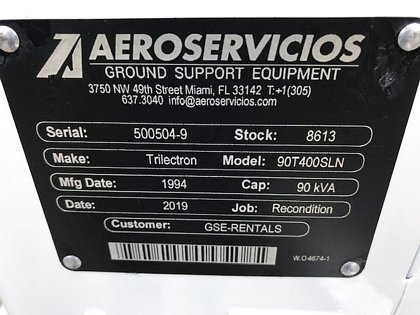 AEROSERVICIOS
GROUND SUPPORT EQUIPMENT
3750 NW 49th Street Miami, FL 33142 T:+1(305)
637.3040 info@aeroservicios.com
Serial: 500504-9 Stock: 8613
Make: Trilectron Model: 90T400SLN
Mfg Date: 1994 Cap: 90 kVA
Date: 2019 Job: Recondition
Customer: GSE-RENTALS
W.O4674-1